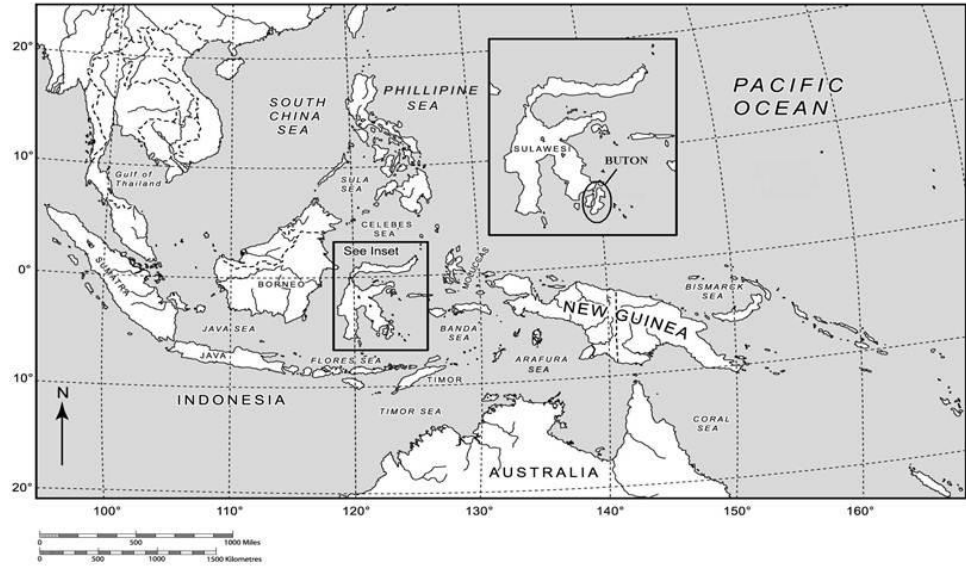 20°
10°
0°
10°
20°
SOUTH
CHINA
SEA
PHILLIPINE
SEA
PACIFIC
OCEAN
SULAWESI
BUTON
Gulf of
Thailand
SULA
SEA
CELEBES
SEA
See Inset
MOLUCCAS
SUMATRA
BORNEO
BISMARCK
SEA
NEW GUINEA
JAVA SEA
BANDA
SEA
JAVA
FLORES SEA
ARAFURA
SEA
TIMOR
N
INDONESIA
TIMOR SEA
CORAL
SEA
AUSTRALIA
100°
110°
120°
130°
140°
150°
160°
0
500
1000 Miles
0
500
1000
1500 Kilometres